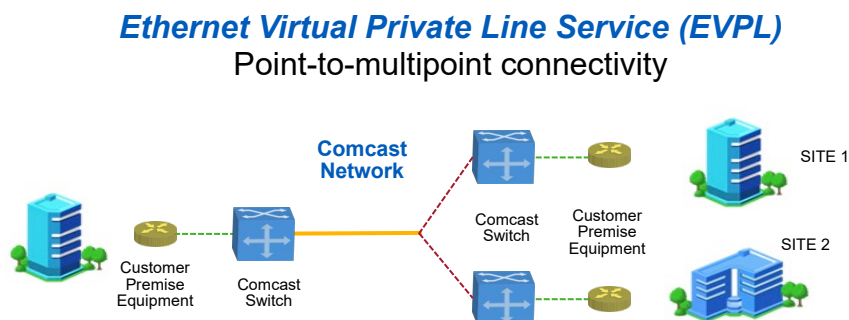 Ethernet Virtual Private Line Service (EVPL)
Point-to-multipoint connectivity
Comcast
Network
SITE 1
Comcast
Switch
Customer
Premise
Equipment
SITE 2
Customer
Premise
Equipment
Comcast
Switch